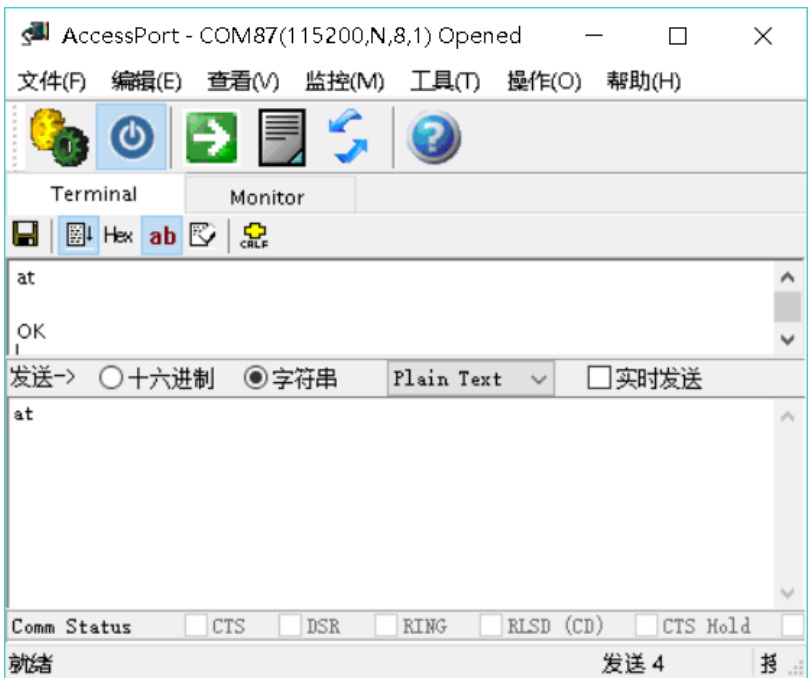 AccessPort - COM87(115200,N,8,1) Opened
文件(F) 编辑(E) 查看(V) 监控(M) 工具(T) 操作(O) 帮助(H)
Terminal Monitor
Hex ab CRLF
at
OK
发送-> 十六进制 字符串 Plain Text 实时发送
at
Comm Status CTS DSR RING RLSD (CD) CTS Hold
就绪 发送 4